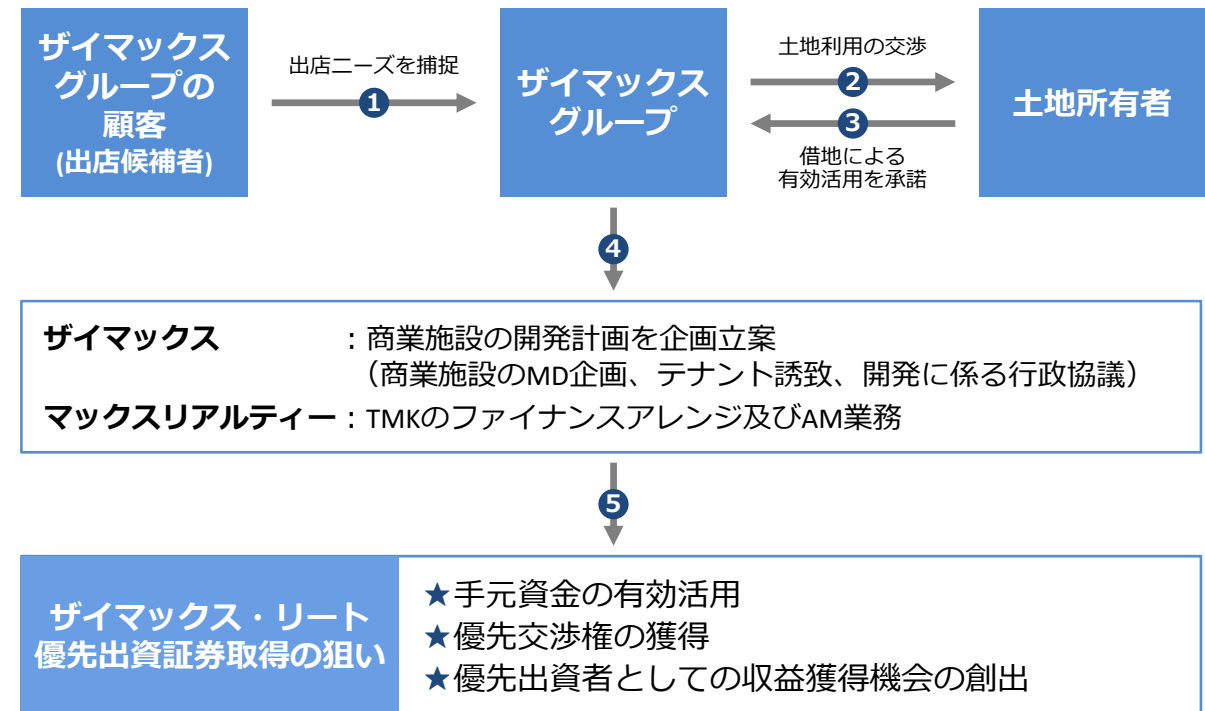 ザイマックス
グループの
顧客
(出店候補者)
出店ニーズを捕捉
❶
ザイマックス
グループ
土地利用の交渉
❷
❸
借地による
有効活用を承諾
土地所有者
❹
ザイマックス ：商業施設の開発計画を企画立案
（商業施設のMD企画、テナント誘致、開発に係る行政協議）
マックスリアルティー：TMKのファイナンスアレンジ及びAM業務
❺
ザイマックス・リート
優先出資証券取得の狙い
★手元資金の有効活用
★優先交渉権の獲得
★優先出資者としての収益獲得機会の創出